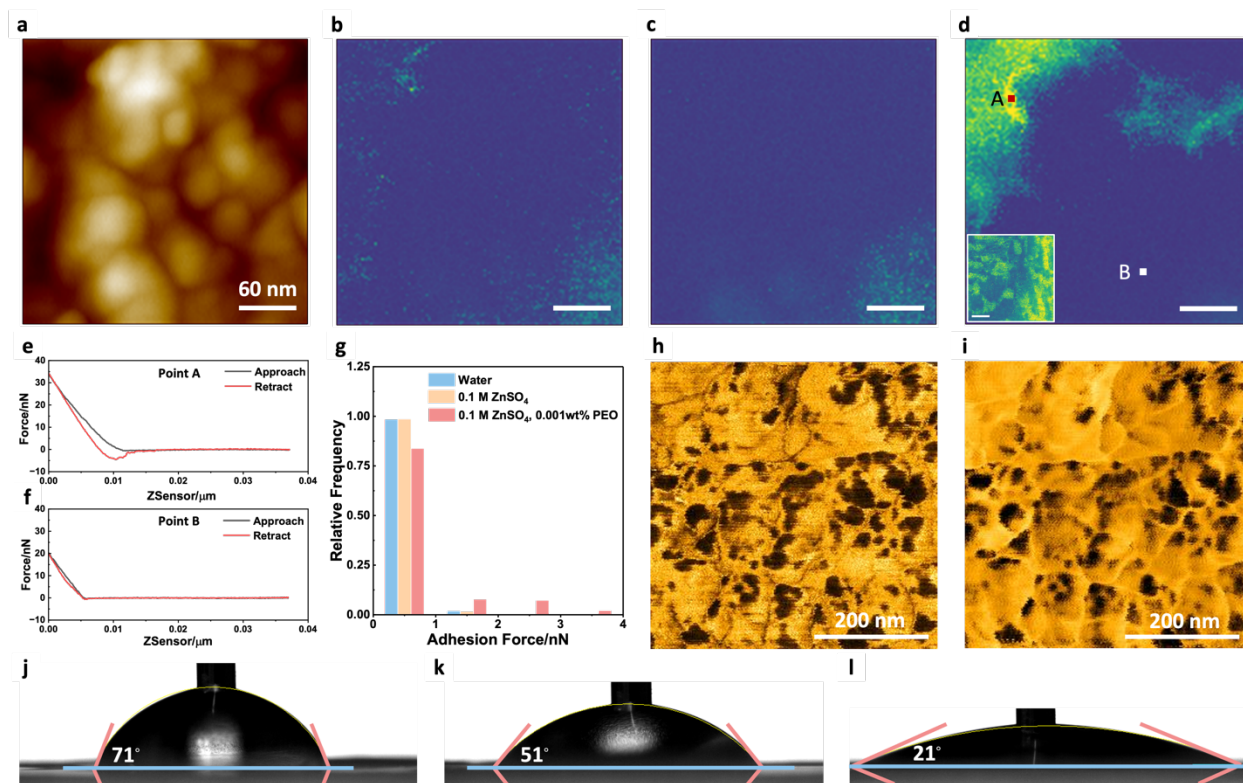 a
b
c
d
60 nm
A
B
e
40
30
20
10
0
-10
Force/nN
Point A
Approach
Retract
0.00
0.01
0.02
0.03
0.04
ZSensor/μm
f
40
30
20
10
0
-10
Force/nN
Point B
Approach
Retract
0.00
0.01
0.02
0.03
0.04
ZSensor/μm
g
1.25
1.00
0.75
0.50
0.25
0.00
Relative Frequency
Water
0.1 M ZnSO₄
0.1 M ZnSO₄, 0.001wt% PEO
0
1
2
3
4
Adhesion Force/nN
h
200 nm
i
200 nm
j
71°
k
51°
l
21°